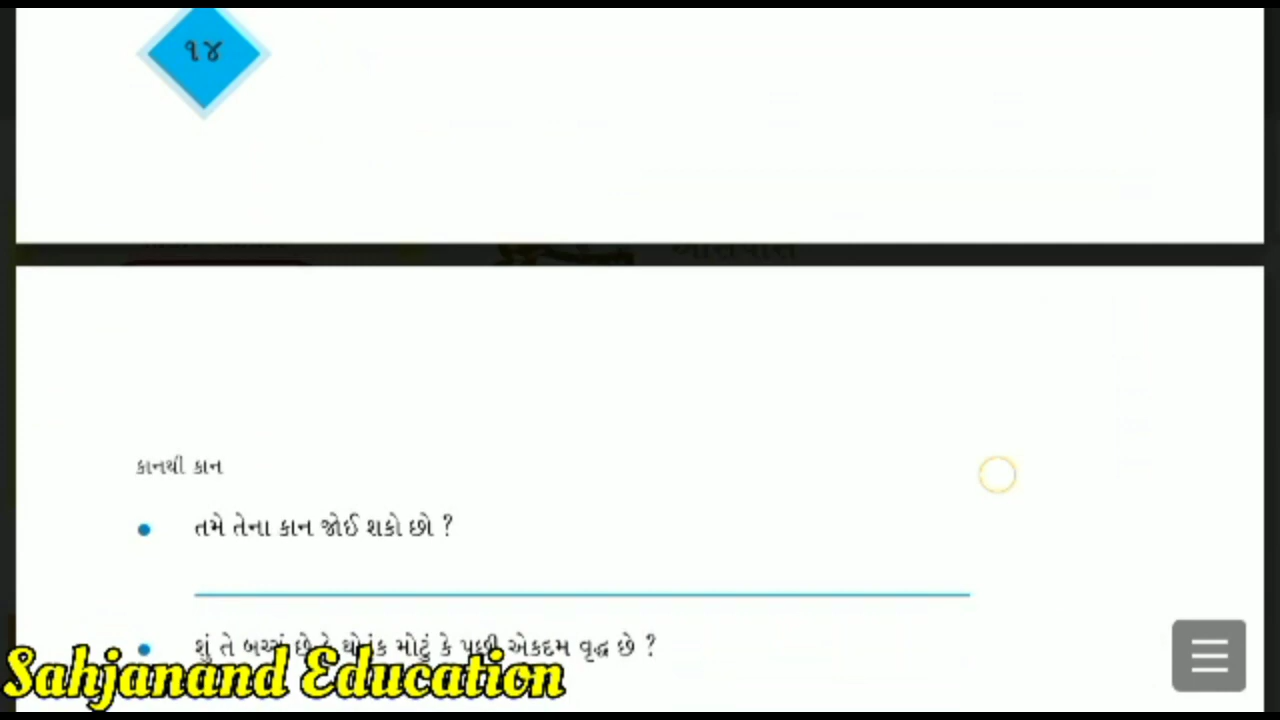 ૧૪
કાનથી કાન
તમે તેના કાન જોઈ શકો છો ?
શું તે બચ્ચું છે કે થોડુંક મોટું કે પછી એકદમ વૃદ્ધ છે ?
Sahjanand Education